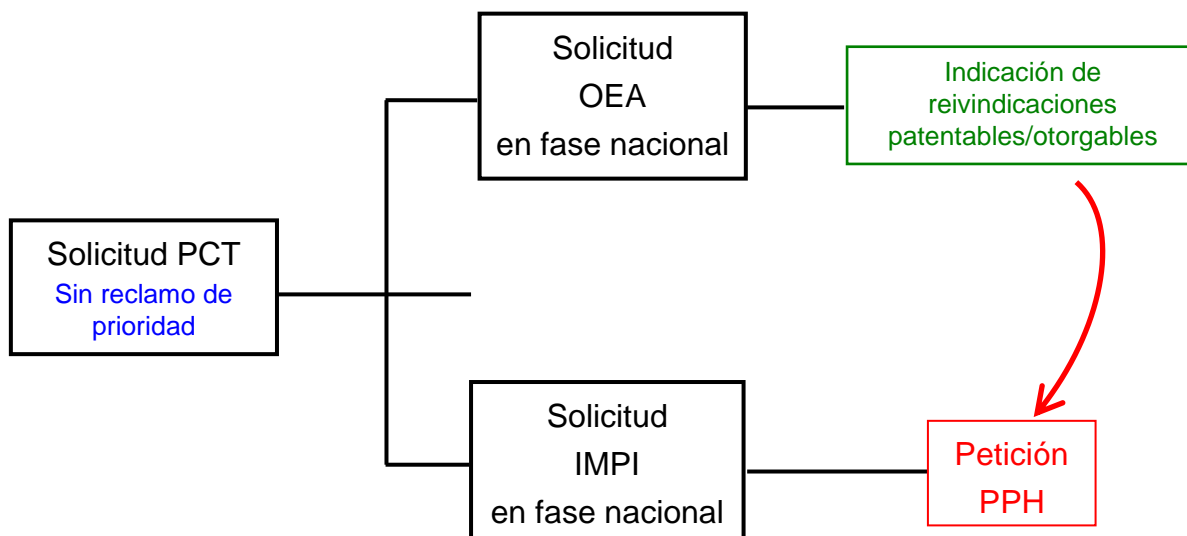 Solicitud
OEA
en fase nacional
Indicación de
reivindicaciones
patentables/otorgables
Solicitud PCT
Sin reclamo de
prioridad
Solicitud
IMPI
en fase nacional
Petición
PPH